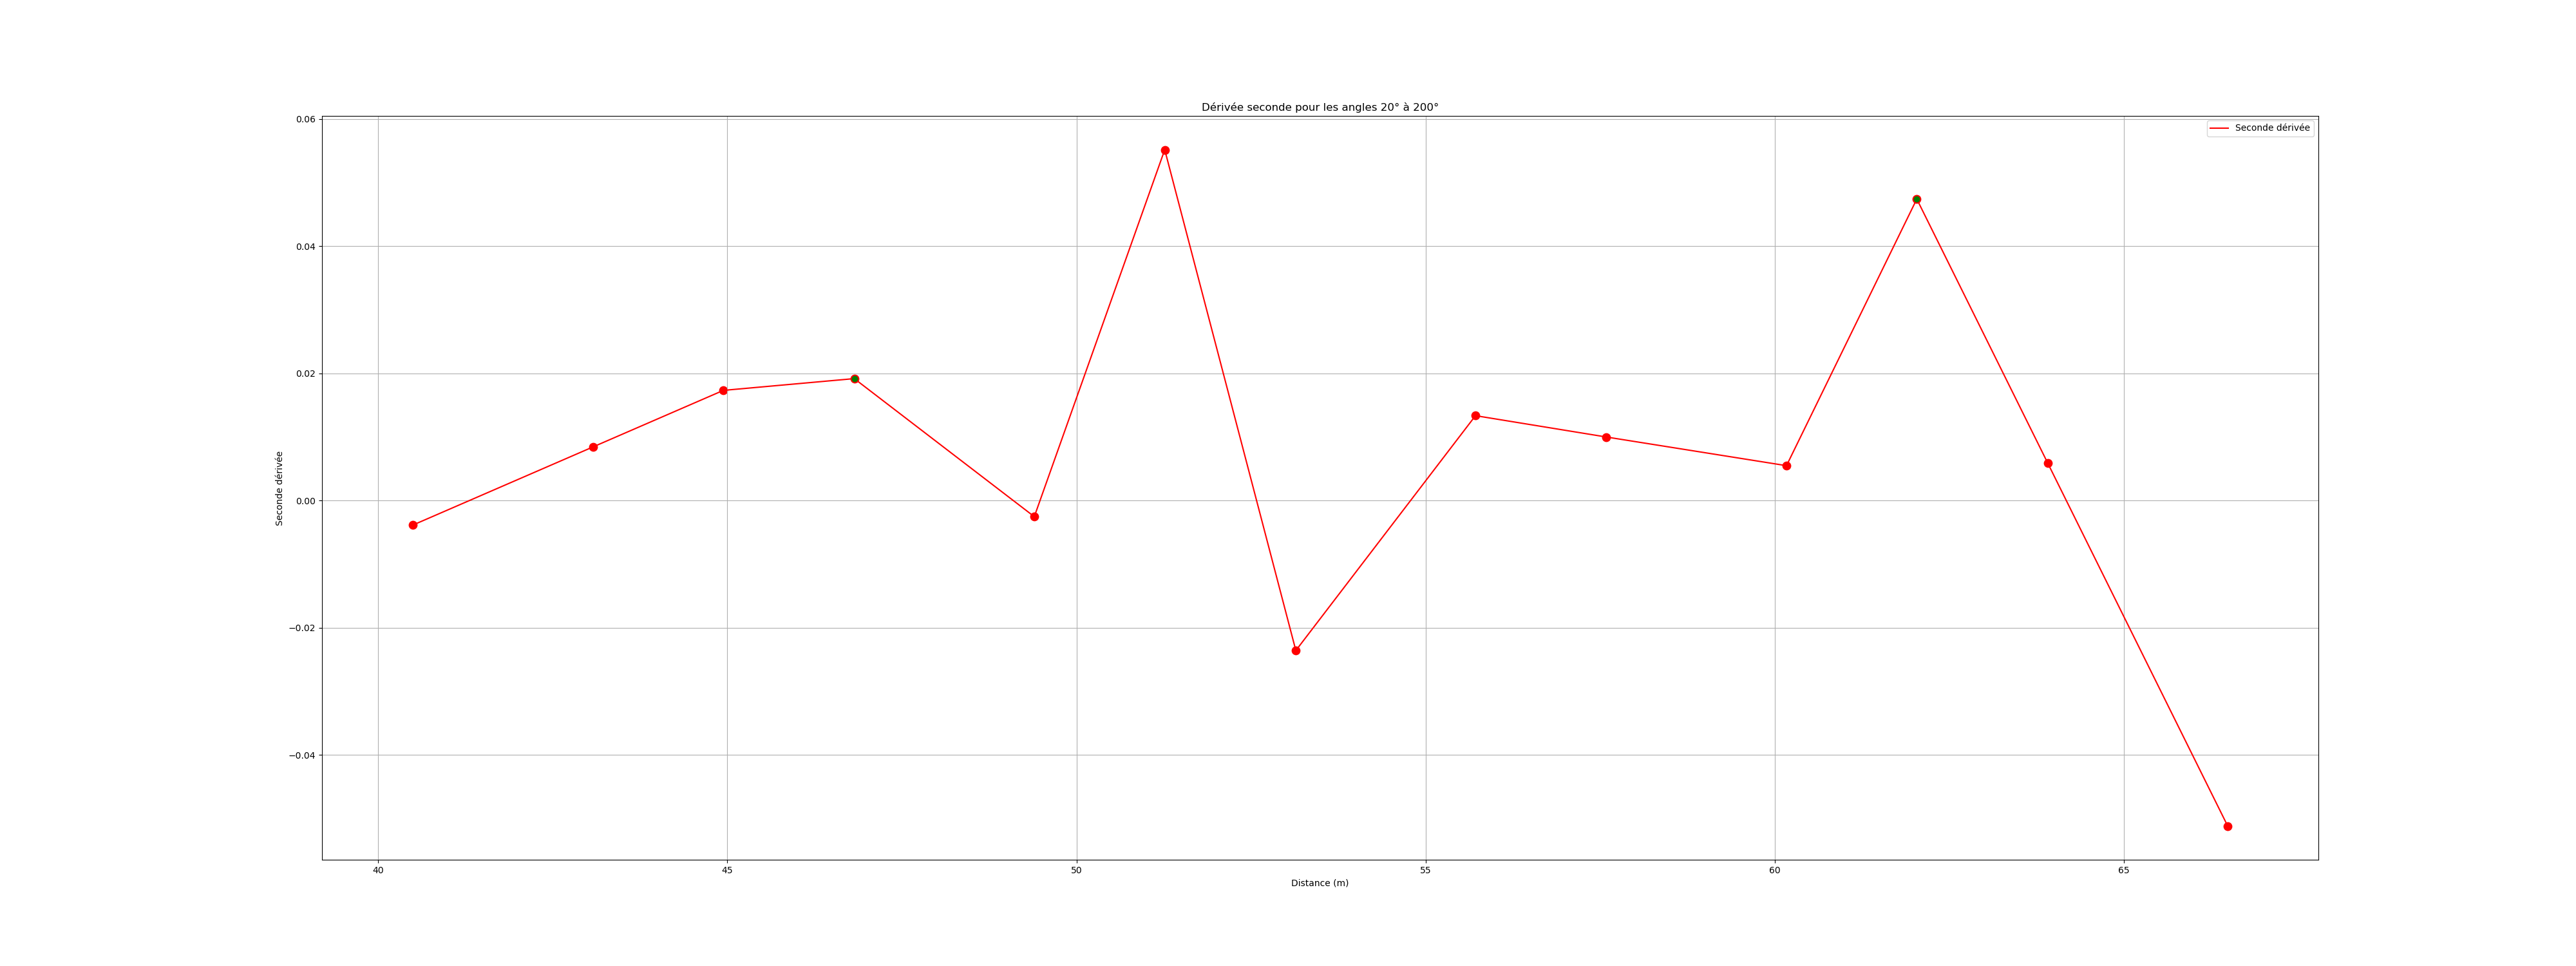 Dérivée seconde pour les angles 20° à 200°
Seconde dérivée
0.06
0.04
0.02
0.00
−0.02
−0.04
Seconde dérivée
40 45 50 55 60 65
Distance (m)